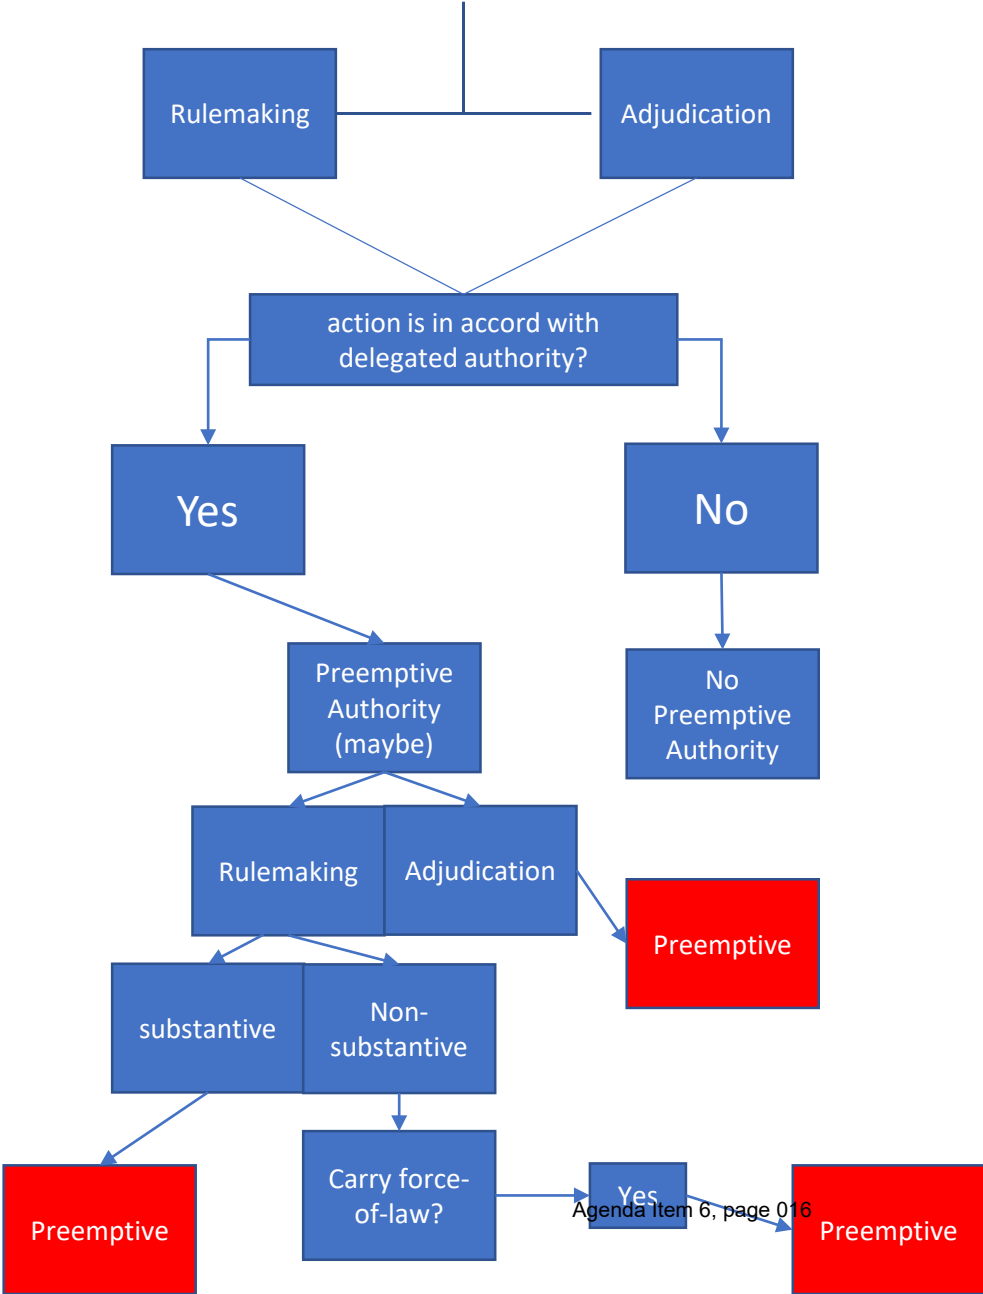 Rulemaking
Adjudication
action is in accord with
delegated authority?
Yes
No
Preemptive
Authority
(maybe)
No
Preemptive
Authority
Rulemaking
Adjudication
Preemptive
substantive
Non-
substantive
Carry force-
of-law?
Yes
Agenda Item 6, page 016
Preemptive
Preemptive